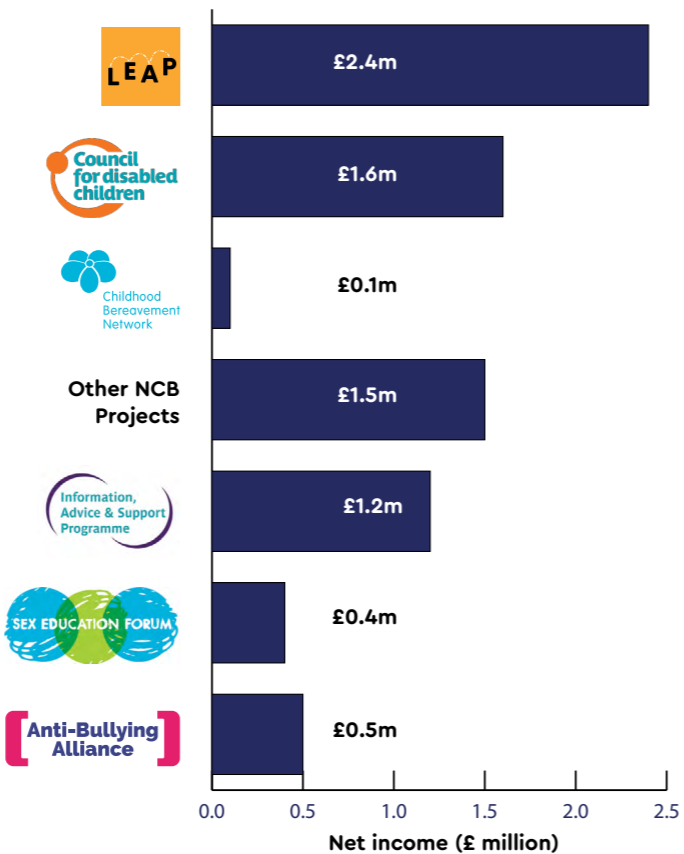 LEAP
£2.4m
Council
for disabled
children
£1.6m
Childhood
Bereavement
Network
£0.1m
Other NCB
Projects
£1.5m
Information,
Advice & Support
Programme
£1.2m
SEX EDUCATION FORUM
£0.4m
Anti-Bullying
Alliance
£0.5m
0.0 0.5 1.0 1.5 2.0 2.5
Net income (£ million)